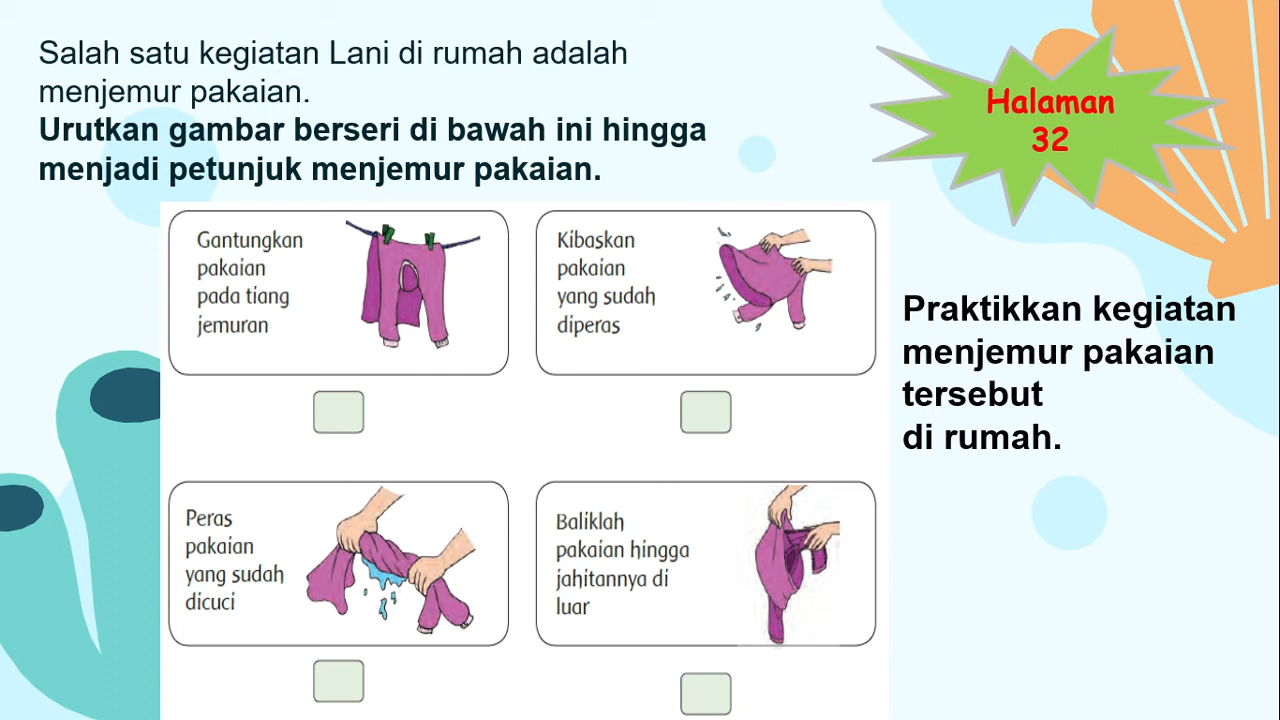 Salah satu kegiatan Lani di rumah adalah
menjemur pakaian.
Urutkan gambar berseri di bawah ini hingga
menjadi petunjuk menjemur pakaian.
Halaman
32
Gantungkan
pakaian
pada tiang
jemuran
Kibaskan
pakaian
yang sudah
diperas
Peras
pakaian
yang sudah
dicuci
Baliklah
pakaian hingga
jahitannya di
luar
Praktikkan kegiatan
menjemur pakaian
tersebut
di rumah.